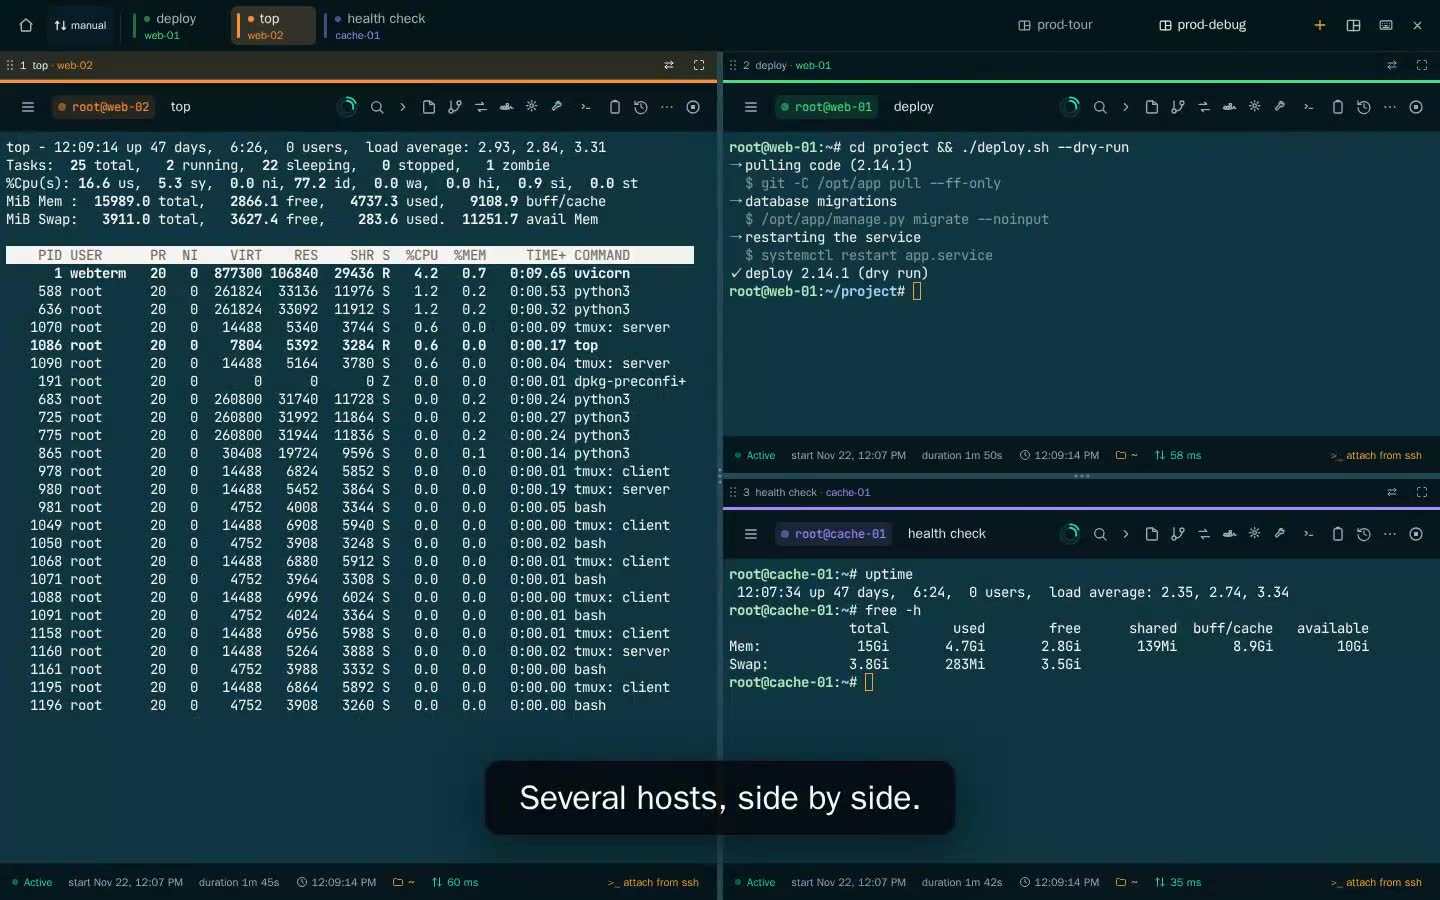 manual
deploy
web-01
top
web-02
health check
cache-01
prod-tour
prod-debug
1 top · web-02
root@web-02 top
top - 12:09:14 up 47 days,  6:26,  0 users,  load average: 2.93, 2.84, 3.31
Tasks:  25 total,   2 running,  22 sleeping,   0 stopped,   1 zombie
%Cpu(s): 16.6 us,  5.3 sy,  0.0 ni, 77.2 id,  0.0 wa,  0.0 hi,  0.9 si,  0.0 st
MiB Mem :  15989.0 total,   2866.1 free,   4737.3 used,   9108.9 buff/cache
MiB Swap:   3911.0 total,   3627.4 free,    283.6 used.  11251.7 avail Mem
PID USER      PR  NI    VIRT    RES    SHR S  %CPU  %MEM     TIME+ COMMAND
1 webterm   20   0  877300 106840  29436 R   4.2   0.7   0:09.65 uvicorn
588 root      20   0  261824  33136  11976 S   1.2   0.2   0:00.53 python3
636 root      20   0  261824  33092  11912 S   1.2   0.2   0:00.32 python3
1070 root      20   0   14488   5340   3744 S   0.6   0.0   0:00.09 tmux: server
1086 root      20   0    7804   5392   3284 R   0.6   0.0   0:00.17 top
1090 root      20   0   14488   5164   3780 S   0.6   0.0   0:00.04 tmux: server
191 root      20   0       0      0      0 Z   0.0   0.0   0:00.01 dpkg-preconfi+
683 root      20   0  260800  31740  11728 S   0.0   0.2   0:00.24 python3
725 root      20   0  260800  31992  11864 S   0.0   0.2   0:00.27 python3
775 root      20   0  260800  31944  11836 S   0.0   0.2   0:00.24 python3
865 root      20   0   30408  19724   9596 S   0.0   0.1   0:00.14 python3
978 root      20   0   14488   6824   5852 S   0.0   0.0   0:00.01 tmux: client
980 root      20   0   14488   5452   3864 S   0.0   0.0   0:00.19 tmux: server
981 root      20   0    4752   4008   3344 S   0.0   0.0   0:00.05 bash
1049 root      20   0   14488   6908   5940 S   0.0   0.0   0:00.00 tmux: client
1050 root      20   0    4752   3908   3248 S   0.0   0.0   0:00.02 bash
1068 root      20   0   14488   6880   5912 S   0.0   0.0   0:00.01 tmux: client
1071 root      20   0    4752   3964   3308 S   0.0   0.0   0:00.01 bash
1088 root      20   0   14488   6996   6024 S   0.0   0.0   0:00.00 tmux: client
1091 root      20   0    4752   4024   3364 S   0.0   0.0   0:00.01 bash
1158 root      20   0   14488   6956   5988 S   0.0   0.0   0:00.01 tmux: client
1160 root      20   0   14488   5264   3888 S   0.0   0.0   0:00.02 tmux: server
1161 root      20   0    4752   3988   3332 S   0.0   0.0   0:00.00 bash
1195 root      20   0   14488   6864   5892 S   0.0   0.0   0:00.00 tmux: client
1196 root      20   0    4752   3908   3260 S   0.0   0.0   0:00.00 bash
Active start Nov 22, 12:07 PM duration 1m 45s 12:09:14 PM ~ 60 ms >_ attach from ssh
2 deploy · web-01
root@web-01 deploy
root@web-01:~# cd project && ./deploy.sh --dry-run
→ pulling code (2.14.1)
$ git -C /opt/app pull --ff-only
→ database migrations
$ /opt/app/manage.py migrate --noinput
→ restarting the service
$ systemctl restart app.service
✓ deploy 2.14.1 (dry run)
root@web-01:~/project#
Active start Nov 22, 12:07 PM duration 1m 50s 12:09:14 PM ~ 58 ms >_ attach from ssh
3 health check · cache-01
root@cache-01 health check
root@cache-01:~# uptime
12:07:34 up 47 days,  6:24,  0 users,  load average: 2.35, 2.74, 3.34
root@cache-01:~# free -h
total        used        free      shared  buff/cache   available
Mem:            15Gi       4.7Gi       2.8Gi       139Mi       8.9Gi        10Gi
Swap:          3.8Gi       283Mi       3.5Gi
root@cache-01:~#
Active start Nov 22, 12:07 PM duration 1m 42s 12:09:14 PM ~ 35 ms >_ attach from ssh
Several hosts, side by side.